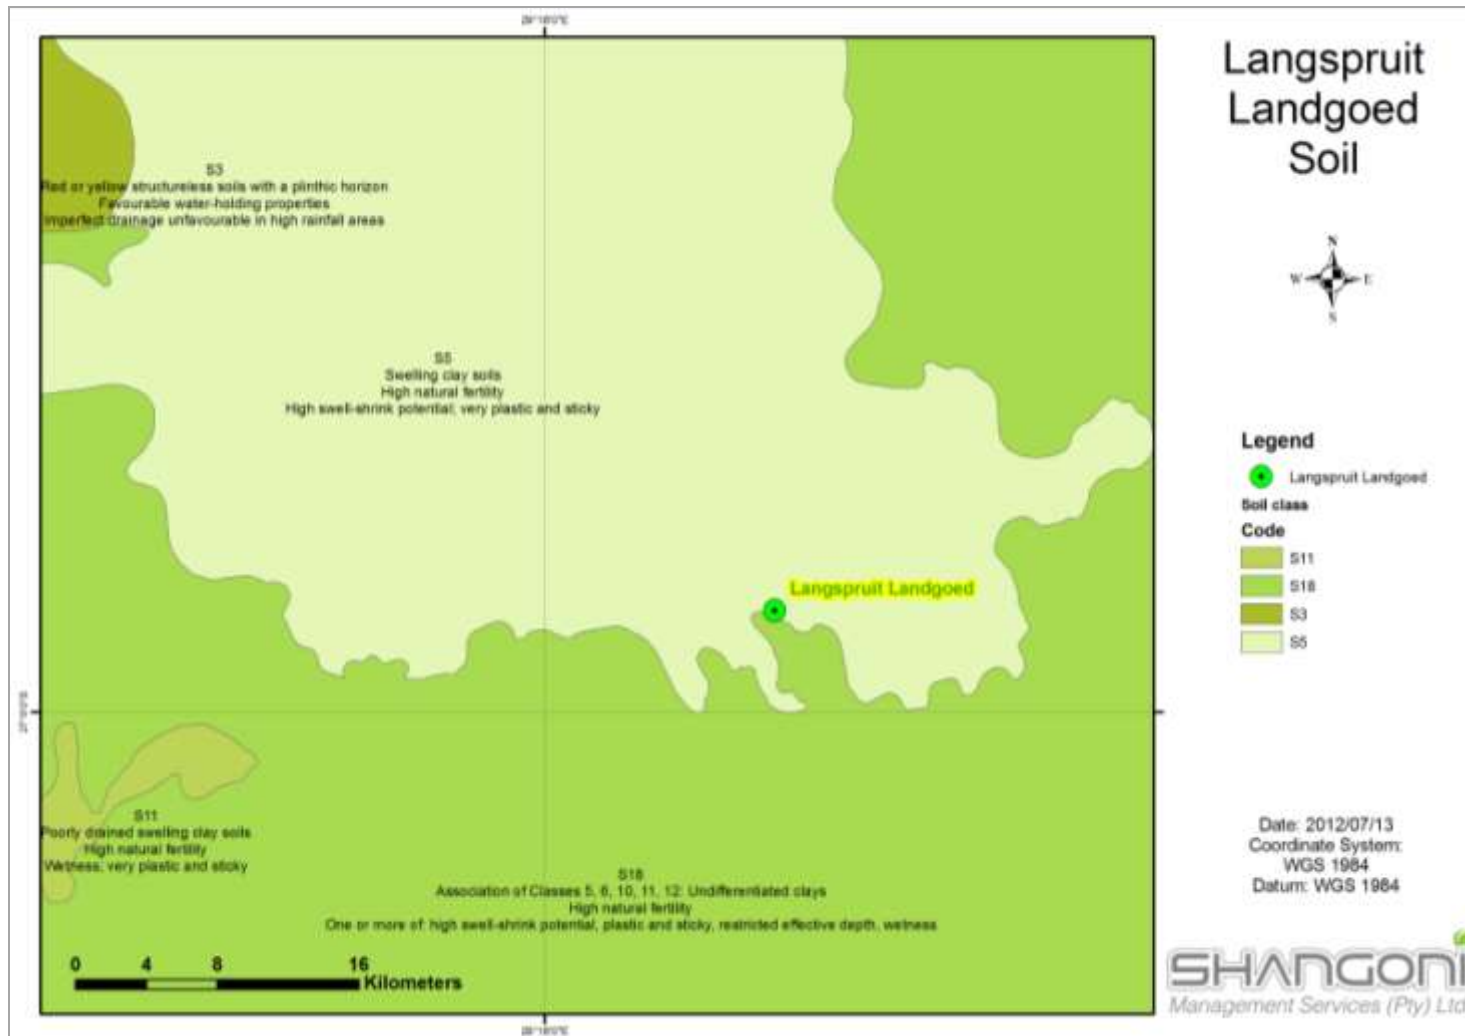 Langspruit
Landgoed
Soil
N
W
E
S
S3
Red or yellow structureless soils with a plinthic horizon
Favourable water-holding properties
Imperfect drainage unfavourable in high rainfall areas
S5
Swelling clay soils
High natural fertility
High swell-shrink potential; very plastic and sticky
Langspruit Landgoed
Legend
Langspruit Landgoed
Soil class
Code
S11
S18
S3
S5
S11
Poorly drained swelling clay soils
High natural fertility
Wetness; very plastic and sticky
S18
Association of Classes 5, 6, 10, 11, 12: Undifferentiated clays
High natural fertility
One or more of: high swell-shrink potential, plastic and sticky, restricted effective depth, wetness
0 4 8 16
Kilometers
Date: 2012/07/13
Coordinate System:
WGS 1984
Datum: WGS 1984
SHANGONI
Management Services (Pty) Ltd